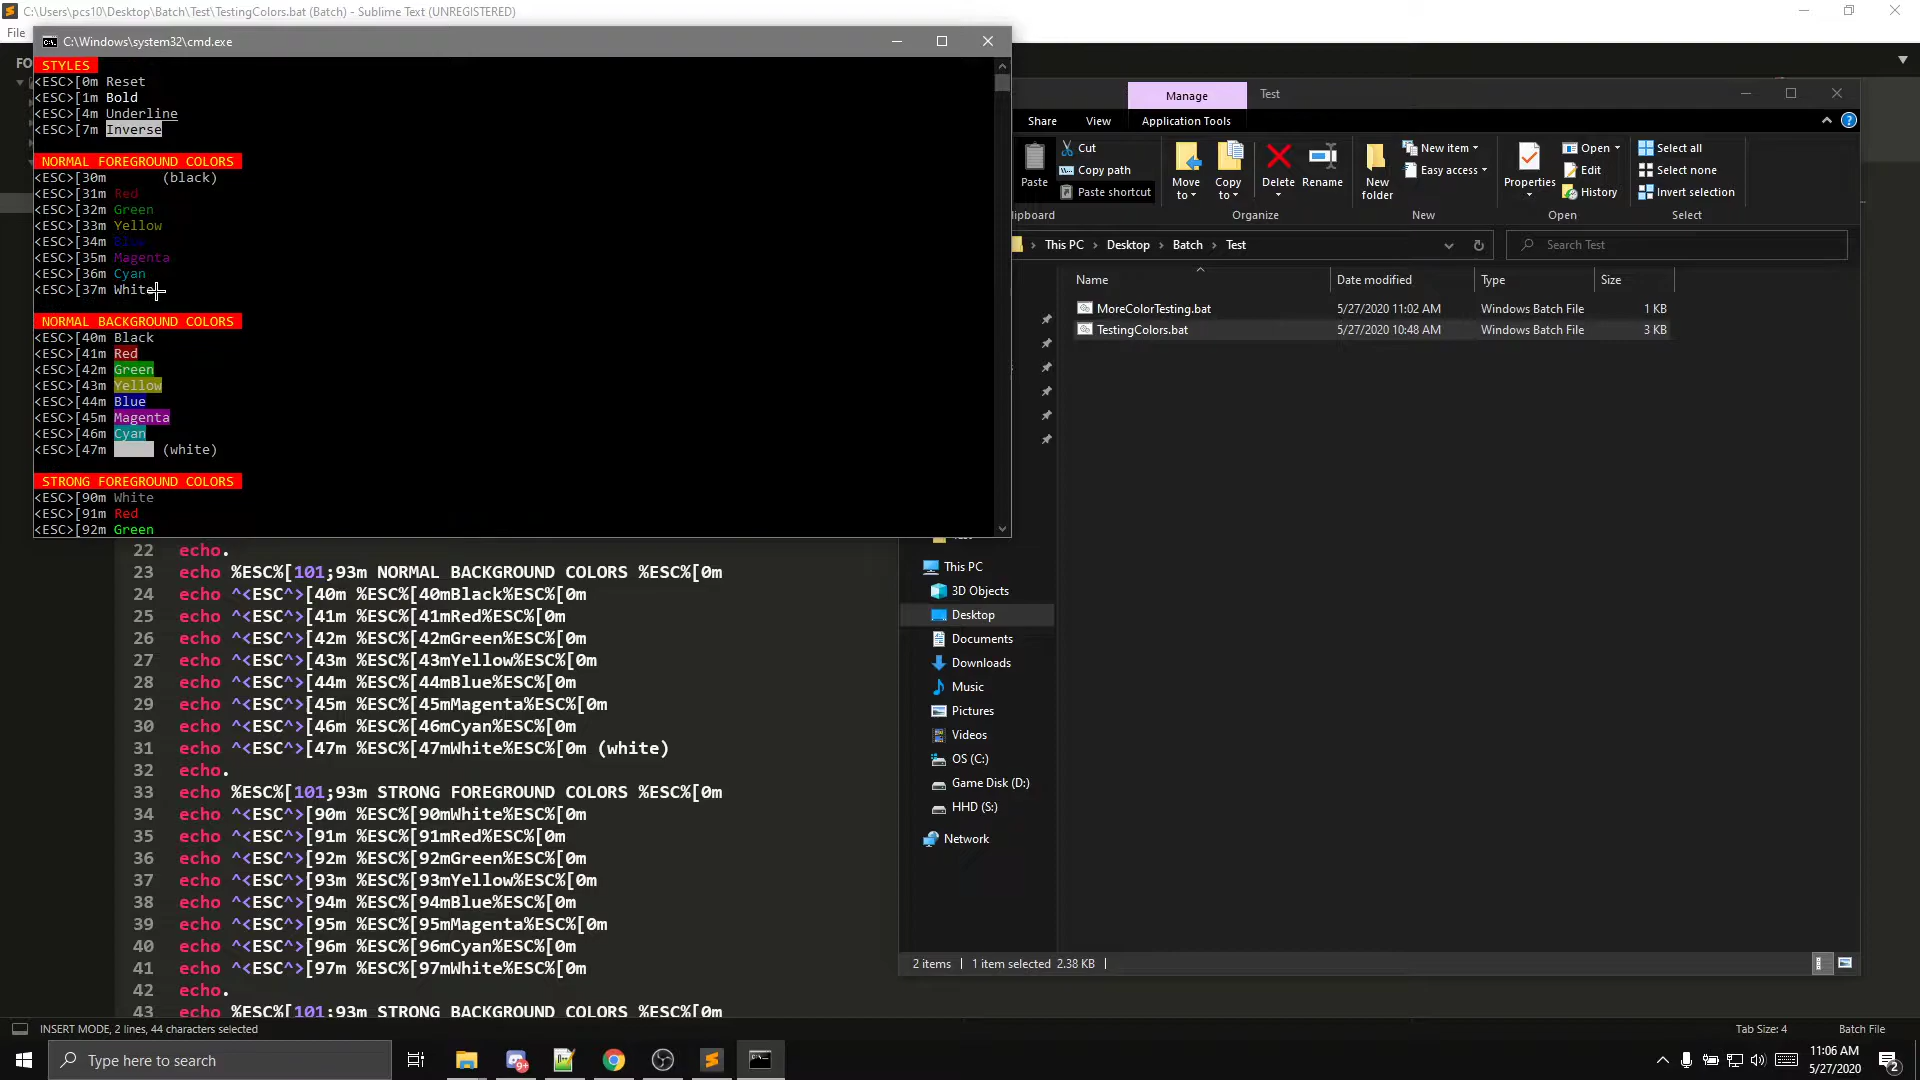 C:\Users\pcs10\Desktop\Batch\Test\TestingColors.bat (Batch) - Sublime Text (UNREGISTERED)
File
FO
C:\Windows\system32\cmd.exe
STYLES
<ESC>[0m Reset
<ESC>[1m Bold
<ESC>[4m Underline
<ESC>[7m Inverse
NORMAL FOREGROUND COLORS
<ESC>[30m (black)
<ESC>[31m Red
<ESC>[32m Green
<ESC>[33m Yellow
<ESC>[34m Blue
<ESC>[35m Magenta
<ESC>[36m Cyan
<ESC>[37m White
NORMAL BACKGROUND COLORS
<ESC>[40m Black
<ESC>[41m Red
<ESC>[42m Green
<ESC>[43m Yellow
<ESC>[44m Blue
<ESC>[45m Magenta
<ESC>[46m Cyan
<ESC>[47m (white)
STRONG FOREGROUND COLORS
<ESC>[90m White
<ESC>[91m Red
<ESC>[92m Green
22 echo.
23 echo %ESC%[101;93m NORMAL BACKGROUND COLORS %ESC%[0m
24 echo ^<ESC^>[40m %ESC%[40mBlack%ESC%[0m
25 echo ^<ESC^>[41m %ESC%[41mRed%ESC%[0m
26 echo ^<ESC^>[42m %ESC%[42mGreen%ESC%[0m
27 echo ^<ESC^>[43m %ESC%[43mYellow%ESC%[0m
28 echo ^<ESC^>[44m %ESC%[44mBlue%ESC%[0m
29 echo ^<ESC^>[45m %ESC%[45mMagenta%ESC%[0m
30 echo ^<ESC^>[46m %ESC%[46mCyan%ESC%[0m
31 echo ^<ESC^>[47m %ESC%[47mWhite%ESC%[0m (white)
32 echo.
33 echo %ESC%[101;93m STRONG FOREGROUND COLORS %ESC%[0m
34 echo ^<ESC^>[90m %ESC%[90mWhite%ESC%[0m
35 echo ^<ESC^>[91m %ESC%[91mRed%ESC%[0m
36 echo ^<ESC^>[92m %ESC%[92mGreen%ESC%[0m
37 echo ^<ESC^>[93m %ESC%[93mYellow%ESC%[0m
38 echo ^<ESC^>[94m %ESC%[94mBlue%ESC%[0m
39 echo ^<ESC^>[95m %ESC%[95mMagenta%ESC%[0m
40 echo ^<ESC^>[96m %ESC%[96mCyan%ESC%[0m
41 echo ^<ESC^>[97m %ESC%[97mWhite%ESC%[0m
42 echo.
43 echo %ESC%[101;93m STRONG BACKGROUND COLORS %ESC%[0m
Manage Test
Share View Application Tools
Paste
Cut
Copy path
Paste shortcut
lipboard
Move to
Copy to
Delete
Rename
Organize
New folder
New item
Easy access
New
Properties
Open
Edit
History
Open
Select all
Select none
Invert selection
Select
This PC > Desktop > Batch > Test
Search Test
Name Date modified Type Size
MoreColorTesting.bat 5/27/2020 11:02 AM Windows Batch File 1 KB
TestingColors.bat 5/27/2020 10:48 AM Windows Batch File 3 KB
This PC
3D Objects
Desktop
Documents
Downloads
Music
Pictures
Videos
OS (C:)
Game Disk (D:)
HHD (S:)
Network
2 items 1 item selected 2.38 KB
INSERT MODE, 2 lines, 44 characters selected
Tab Size: 4
Batch File
Type here to search
11:06 AM
5/27/2020
2